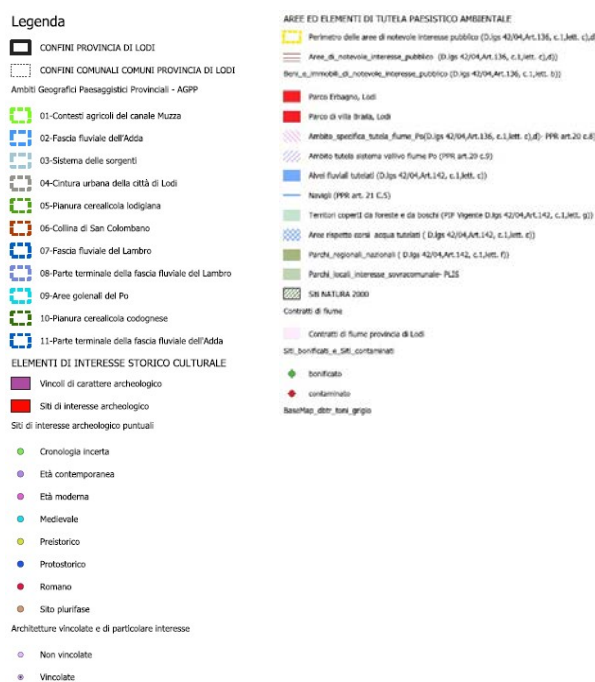 Legenda
CONFINI PROVINCIA DI LODI
CONFINI COMUNALI COMUNI PROVINCIA DI LODI
Ambiti Geografici Paesaggistici Provinciali - AGPP
01-Contesti agricoli del canale Muzza
02-Fascia fluviale dell'Adda
03-Sistema delle sorgenti
04-Cintura urbana della città di Lodi
05-Pianura cerealicola lodigiana
06-Collina di San Colombano
07-Fascia fluviale del Lambro
08-Parte terminale della fascia fluviale del Lambro
09-Aree golenali del Po
10-Pianura cerealicola codognese
11-Parte terminale della fascia fluviale dell'Adda
ELEMENTI DI INTERESSE STORICO CULTURALE
Vincoli di carattere archeologico
Siti di interesse archeologico
Siti di interesse archeologico puntuali
Cronologia incerta
Età contemporanea
Età moderna
Medievale
Preistorico
Protostorico
Romano
Sito plurifase
Architetture vincolate e di particolare interesse
Non vincolate
Vincolate
AREE ED ELEMENTI DI TUTELA PAESISTICO AMBIENTALE
Perimetro delle aree di notevole interesse pubblico (D.lgs 42/04,Art.136, c.1,lett. c),d
Aree_di_notevole_interesse_pubblico (D.lgs 42/04,Art.136, c.1,lett. c),d))
Beni_e_immobili_di_notevole_interesse_pubblico (D.lgs 42/04,Art.136, c.1,lett. b))
Parco Erbagno, Lodi
Parco di villa Braila, Lodi
Ambito_specifica_tutela_fiume_Po(D.lgs 42/04,Art.136, c.1,lett. c),d)- PPR art.20 c.8)
Ambito tutela sistema vallivo fiume Po (PPR art.20 c.9)
Alvei fluviali tutelati (D.lgs 42/04,Art.142, c.1,lett. c))
Navigli (PPR art. 21 C.5)
Territori coperti da foreste e da boschi (PIF Vigente D.lgs 42/04,Art.142, c.1,lett. g))
Aree rispetto corsi acqua tutelati ( D.lgs 42/04,Art.142, c.1,lett. c))
Parchi_regionali_nazionali ( D.lgs 42/04,Art.142, c.1,lett. f))
Parchi_locali_interesse_sovracomunale- PLIS
Siti NATURA 2000
Contratti di fiume
Contratti di fiume provincia di Lodi
Siti_bonificati_e_Siti_contaminati
bonificato
contaminato
BaseMap_dbtr_toni_grigio